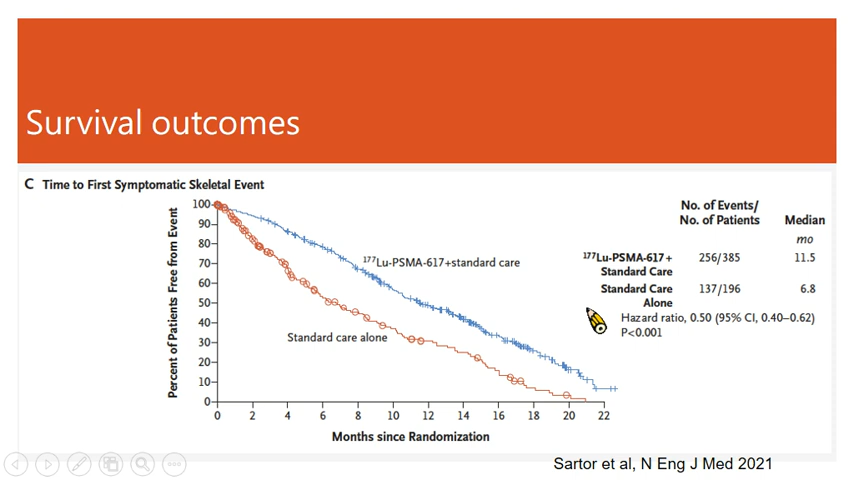 Survival outcomes
C Time to First Symptomatic Skeletal Event
Percent of Patients Free from Event
100
90
80
70
60
50
40
30
20
10
0
0 2 4 6 8 10 12 14 16 18 20 22
Months since Randomization
¹⁷⁷Lu-PSMA-617+standard care
Standard care alone
No. of Events/
No. of Patients Median
mo
¹⁷⁷Lu-PSMA-617 + 256/385 11.5
Standard Care
Standard Care 137/196 6.8
Alone
Hazard ratio, 0.50 (95% CI, 0.40–0.62)
P<0.001
Sartor et al, N Eng J Med 2021